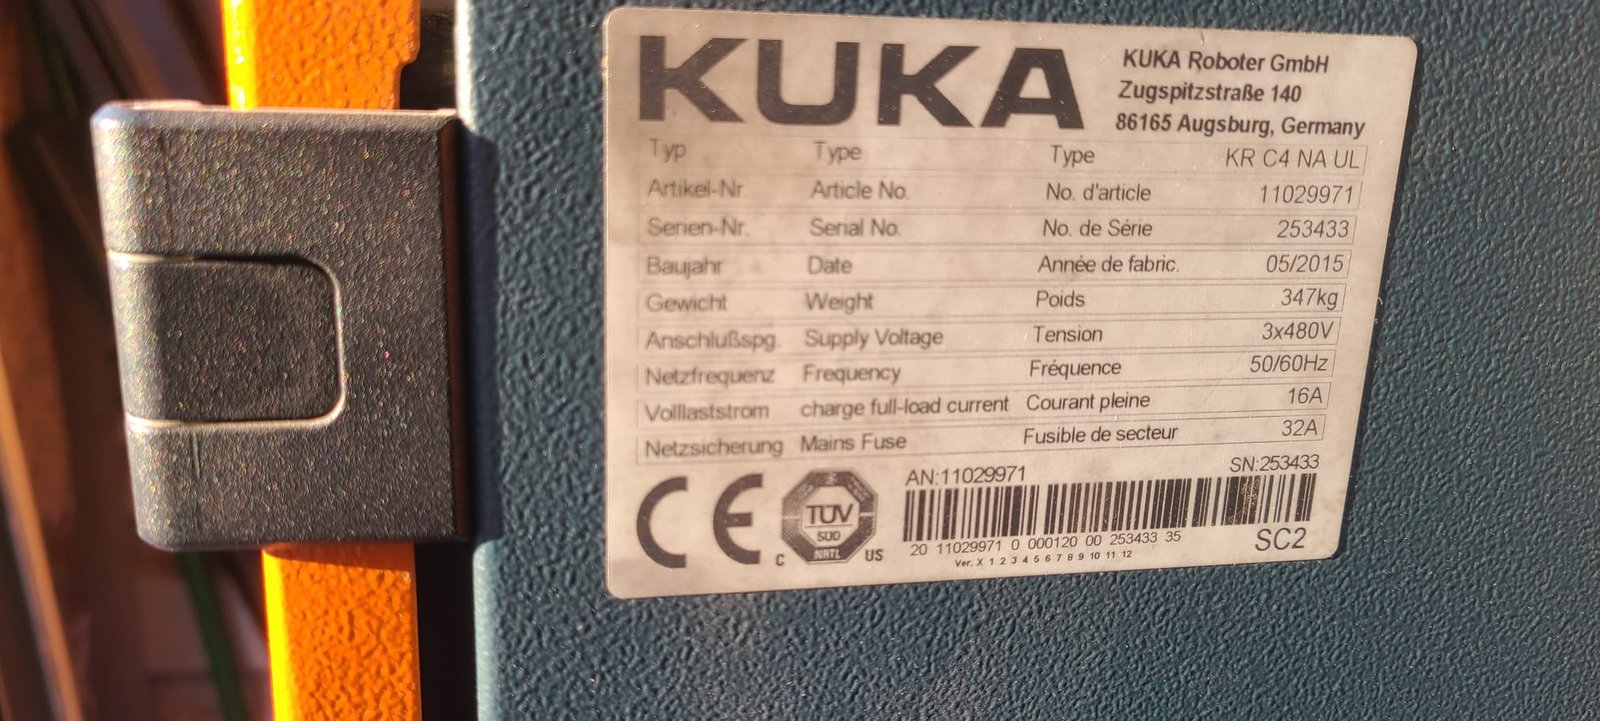 KUKA
KUKA Roboter GmbH
Zugspitzstraße 140
86165 Augsburg, Germany
Typ Type Type KR C4 NA UL
Artikel-Nr. Article No. No. d'article 11029971
Serien-Nr. Serial No. No. de Série 253433
Baujahr Date Année de fabric. 05/2015
Gewicht Weight Poids 347kg
Anschlußspg. Supply Voltage Tension 3x480V
Netzfrequenz Frequency Fréquence 50/60Hz
Volllaststrom charge full-load current Courant pleine 16A
Netzsicherung Mains Fuse Fusible de secteur 32A
CE
C TÜV SÜD NRTL US
AN:11029971 SN:253433
20 11029971 0 000120 00 253433 35
SC2
Ver. X 1 2 3 4 5 6 7 8 9 10 11 12